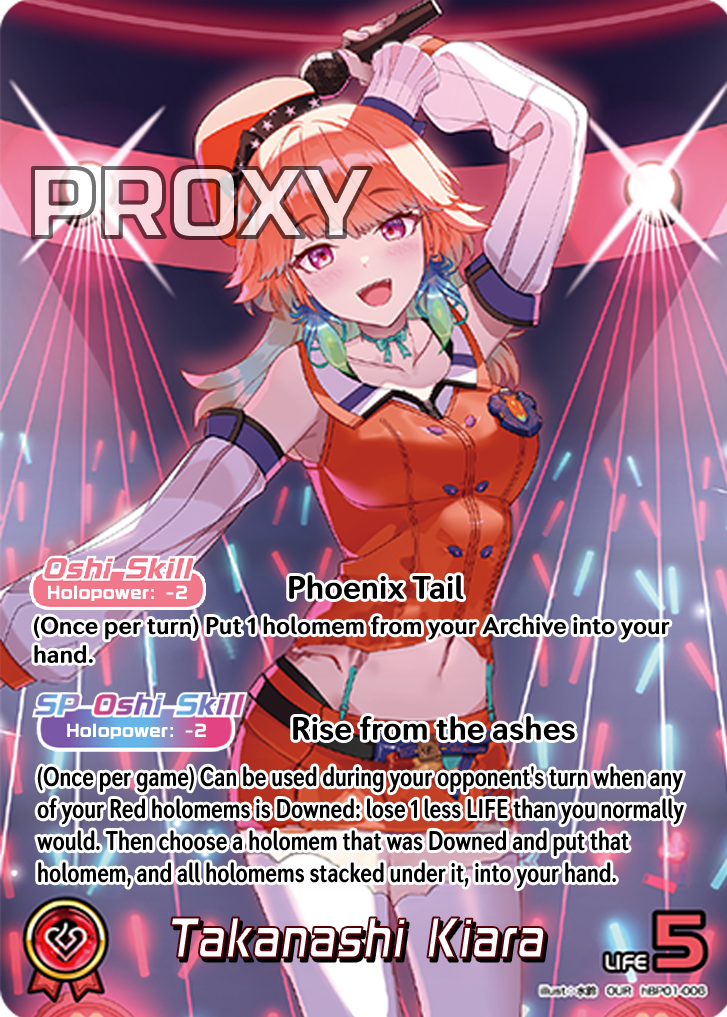 PROXY
Oshi Skill
Holopower: -2
Phoenix Tail
(Once per turn) Put 1 holomem from your Archive into your
hand.
SP Oshi Skill
Holopower: -2
Rise from the ashes
(Once per game) Can be used during your opponent's turn when any
of your Red holomems is Downed: lose 1 less LIFE than you normally
would. Then choose a holomem that was Downed and put that
holomem, and all holomems stacked under it, into your hand.
Takanashi Kiara
LIFE 5
illust：水鈴 OUR hBP01-006